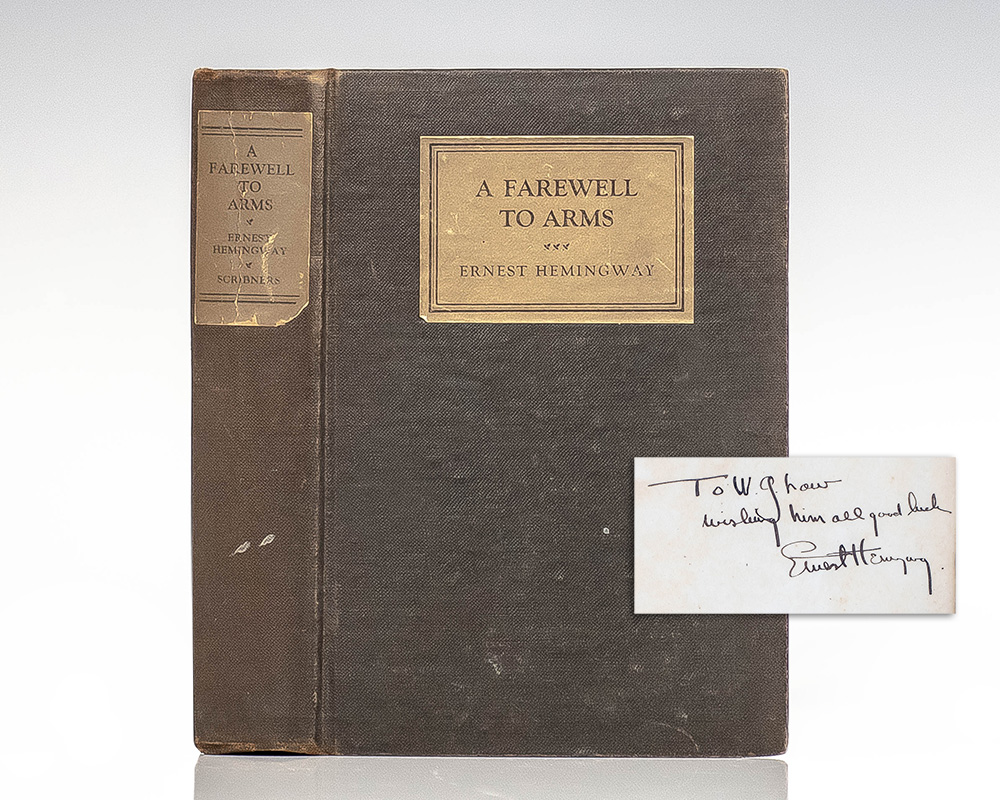 A
FAREWELL
TO
ARMS
ERNEST
HEMINGWAY
SCRIBNERS
A FAREWELL
TO ARMS
ERNEST HEMINGWAY
To W. G.
wishing him all good luck
Ernest Hemingway.